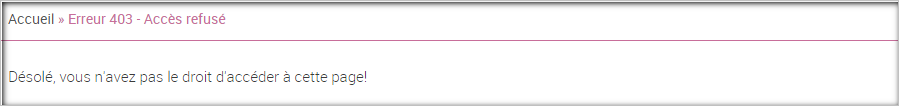 Accueil » Erreur 403 - Accès refusé
Désolé, vous n'avez pas le droit d'accéder à cette page!